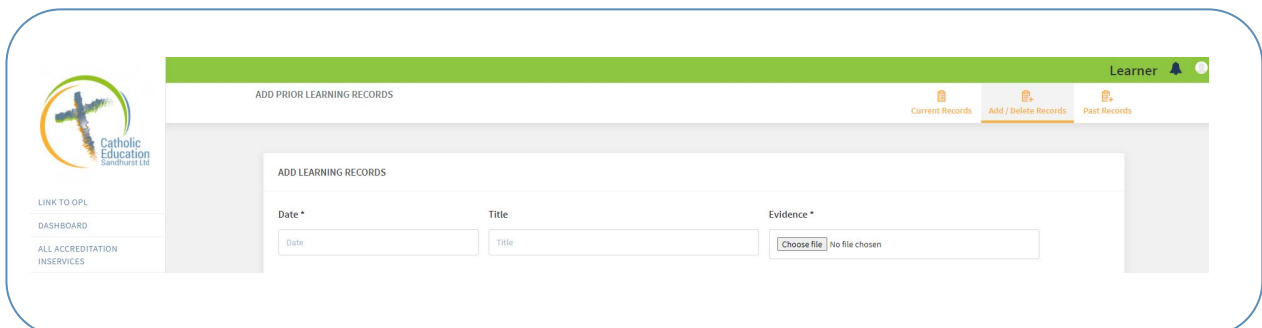 Learner
ADD PRIOR LEARNING RECORDS
Current Records
Add / Delete Records
Past Records
Catholic
Education
Sandhurst Ltd
ADD LEARNING RECORDS
LINK TO OPL
DASHBOARD
ALL ACCREDITATION
INSERVICES
Date *
Title
Evidence *
Date
Title
Choose file No file chosen